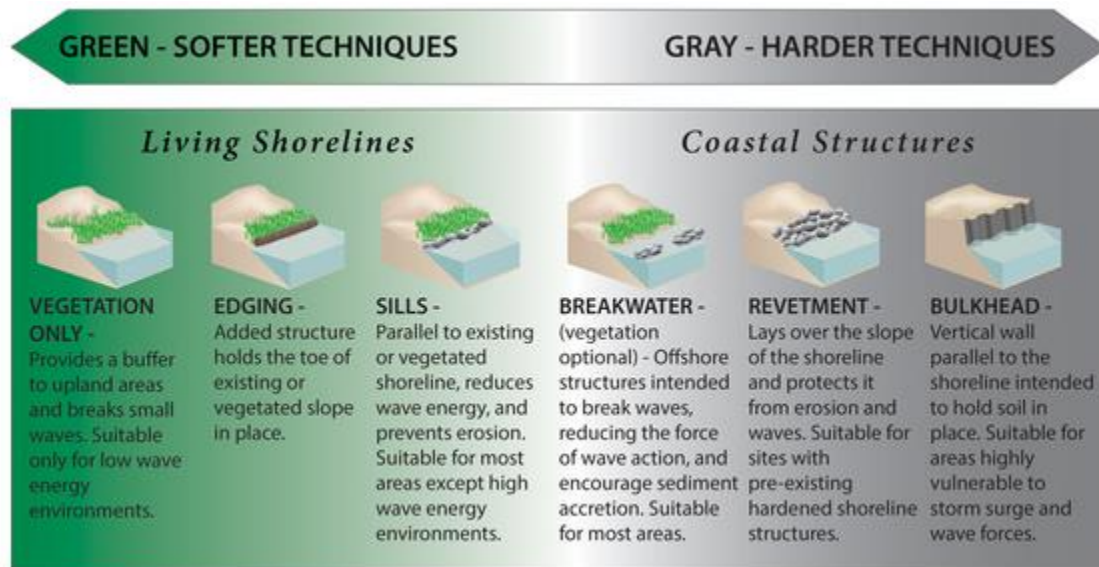 GREEN - SOFTER TECHNIQUES
GRAY - HARDER TECHNIQUES
Living Shorelines
Coastal Structures
VEGETATION
ONLY -
Provides a buffer
to upland areas
and breaks small
waves. Suitable
only for low wave
energy
environments.
EDGING -
Added structure
holds the toe of
existing or
vegetated slope
in place.
SILLS -
Parallel to existing
or vegetated
shoreline, reduces
wave energy, and
prevents erosion.
Suitable for most
areas except high
wave energy
environments.
BREAKWATER -
(vegetation
optional) - Offshore
structures intended
to break waves,
reducing the force
of wave action, and
encourage sediment
accretion. Suitable
for most areas.
REVETMENT -
Lays over the slope
of the shoreline
and protects it
from erosion and
waves. Suitable for
sites with
pre-existing
hardened shoreline
structures.
BULKHEAD -
Vertical wall
parallel to the
shoreline intended
to hold soil in
place. Suitable for
areas highly
vulnerable to
storm surge and
wave forces.